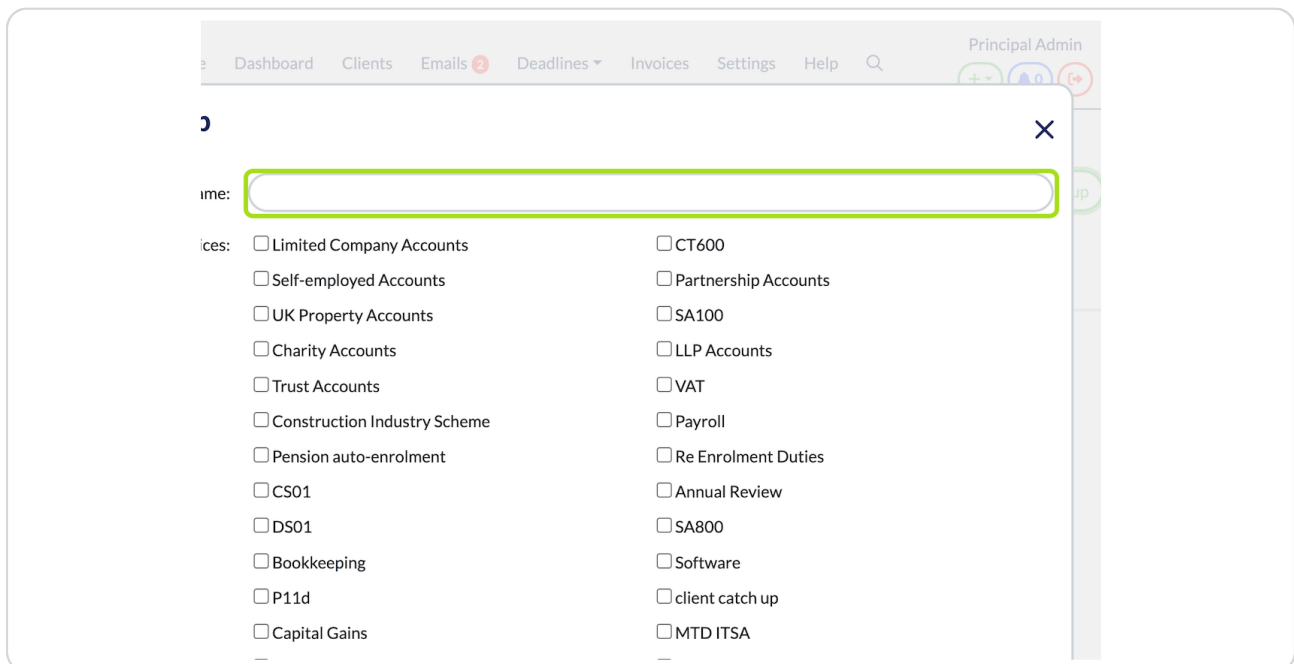 Principal Admin
Dashboard Clients Emails 2 Deadlines Invoices Settings Help
0
ame:
up
ices:
Limited Company Accounts CT600
Self-employed Accounts Partnership Accounts
UK Property Accounts SA100
Charity Accounts LLP Accounts
Trust Accounts VAT
Construction Industry Scheme Payroll
Pension auto-enrolment Re Enrolment Duties
CS01 Annual Review
DS01 SA800
Bookkeeping Software
P11d client catch up
Capital Gains MTD ITSA